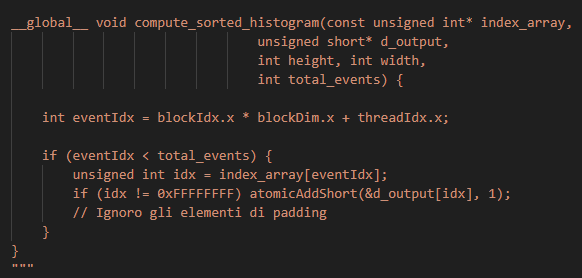 __global__ void compute_sorted_histogram(const unsigned int* index_array,
unsigned short* d_output,
int height, int width,
int total_events) {
int eventIdx = blockIdx.x * blockDim.x + threadIdx.x;
if (eventIdx < total_events) {
unsigned int idx = index_array[eventIdx];
if (idx != 0xFFFFFFFF) atomicAddShort(&d_output[idx], 1);
// Ignoro gli elementi di padding
}
}
"""